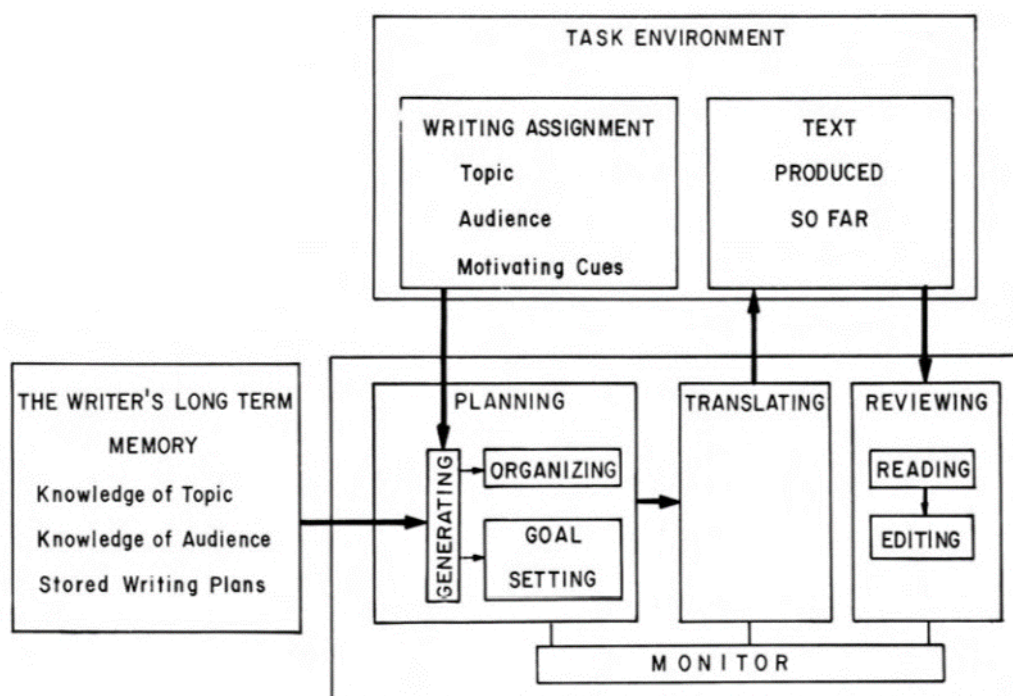 TASK ENVIRONMENT
WRITING ASSIGNMENT
Topic
Audience
Motivating Cues
TEXT
PRODUCED
SO FAR
THE WRITER'S LONG TERM
MEMORY
Knowledge of Topic
Knowledge of Audience
Stored Writing Plans
PLANNING
GENERATING
ORGANIZING
GOAL
SETTING
TRANSLATING
REVIEWING
READING
EDITING
MONITOR